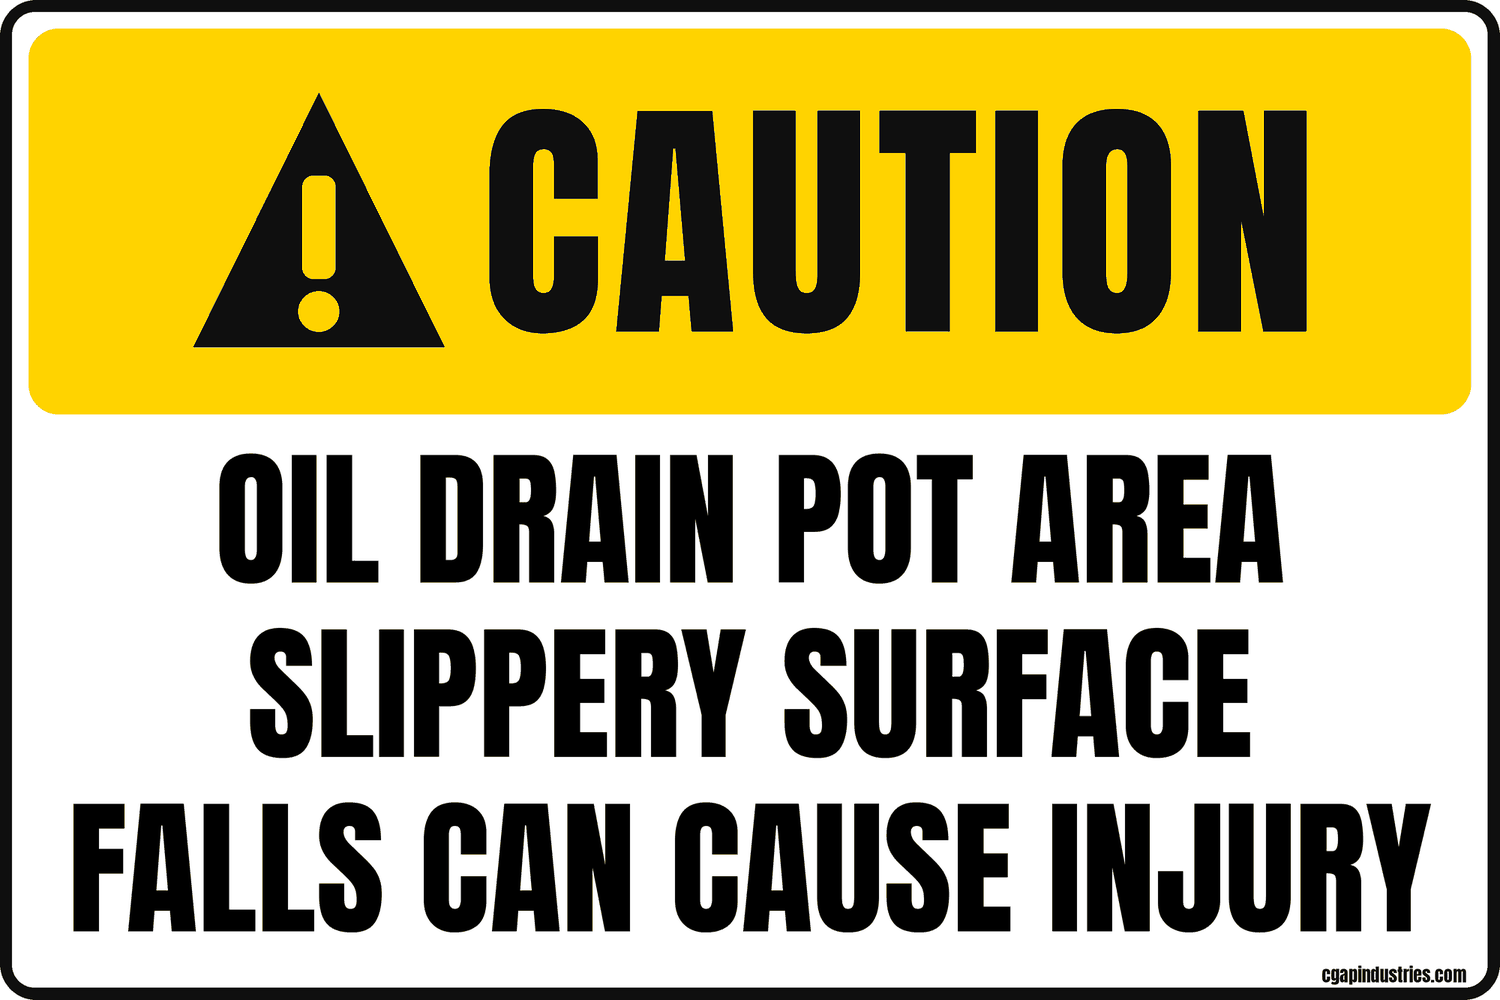 CAUTION
OIL DRAIN POT AREA
SLIPPERY SURFACE
FALLS CAN CAUSE INJURY
cgapindustries.com